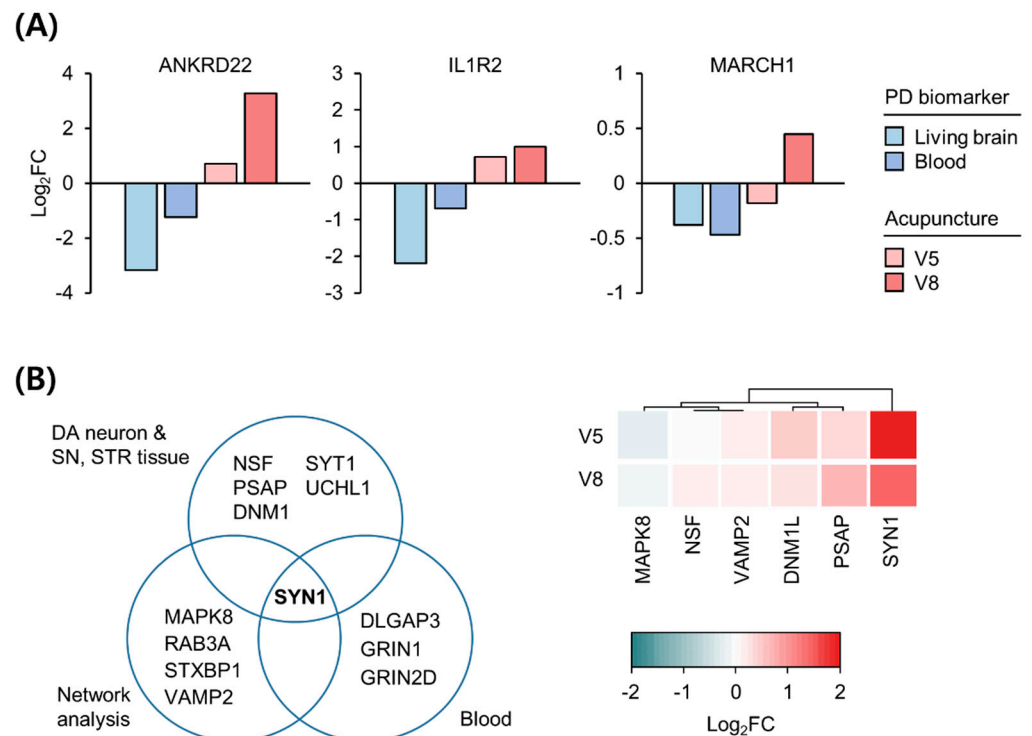 (A)
ANKRD22
IL1R2
MARCH1
Log2FC
4
2
0
-2
-4
3
2
1
0
-1
-2
-3
1
0.5
0
-0.5
-1
PD biomarker
Living brain
Blood
Acupuncture
V5
V8
(B)
DA neuron &
SN, STR tissue
NSF SYT1
PSAP UCHL1
DNM1
SYN1
MAPK8
RAB3A
STXBP1
VAMP2
DLGAP3
GRIN1
GRIN2D
Network
analysis
Blood
V5
V8
MAPK8
NSF
VAMP2
DNM1L
PSAP
SYN1
-2 -1 0 1 2
Log2FC